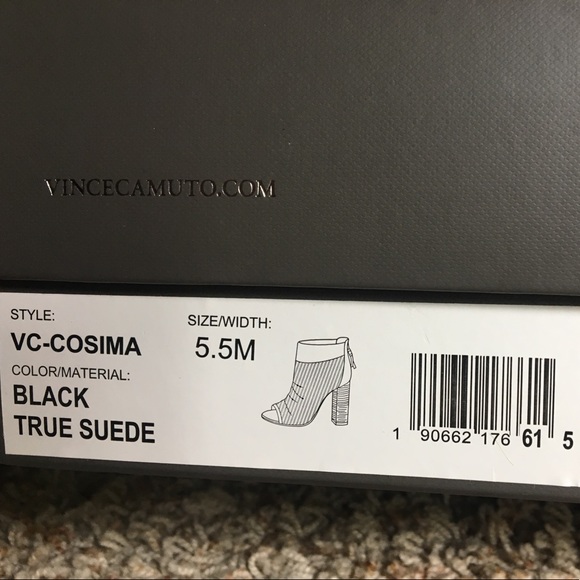 VINCECAMUTO.COM
STYLE:
VC-COSIMA
SIZE/WIDTH:
5.5M
COLOR/MATERIAL:
BLACK
TRUE SUEDE
1 90662 176 61 5